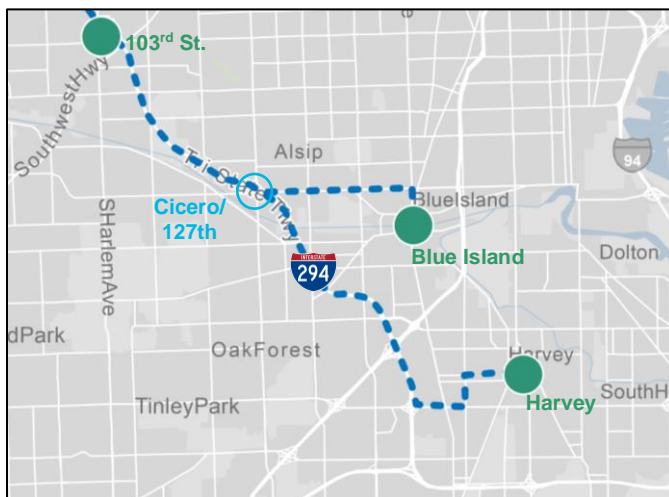 103rd St.
SouthwestHwy
Alsip
94
Tri State Twy
Cicero/
127th
BlueIsland
SHarlemAve
Blue Island
Dolton
INTERSTATE
294
dPark
OakForest
Harvey
Harvey
SouthH
TinleyPark